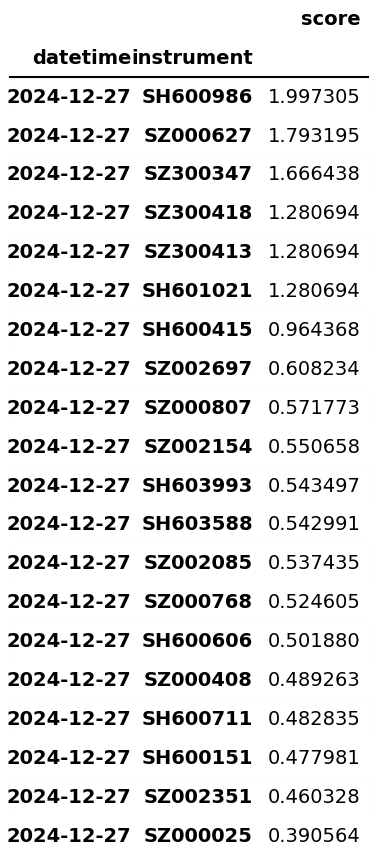 score
datetime instrument
2024-12-27 SH600986 1.997305
2024-12-27 SZ000627 1.793195
2024-12-27 SZ300347 1.666438
2024-12-27 SZ300418 1.280694
2024-12-27 SZ300413 1.280694
2024-12-27 SH601021 1.280694
2024-12-27 SH600415 0.964368
2024-12-27 SZ002697 0.608234
2024-12-27 SZ000807 0.571773
2024-12-27 SZ002154 0.550658
2024-12-27 SH603993 0.543497
2024-12-27 SH603588 0.542991
2024-12-27 SZ002085 0.537435
2024-12-27 SZ000768 0.524605
2024-12-27 SH600606 0.501880
2024-12-27 SZ000408 0.489263
2024-12-27 SH600711 0.482835
2024-12-27 SH600151 0.477981
2024-12-27 SZ002351 0.460328
2024-12-27 SZ000025 0.390564